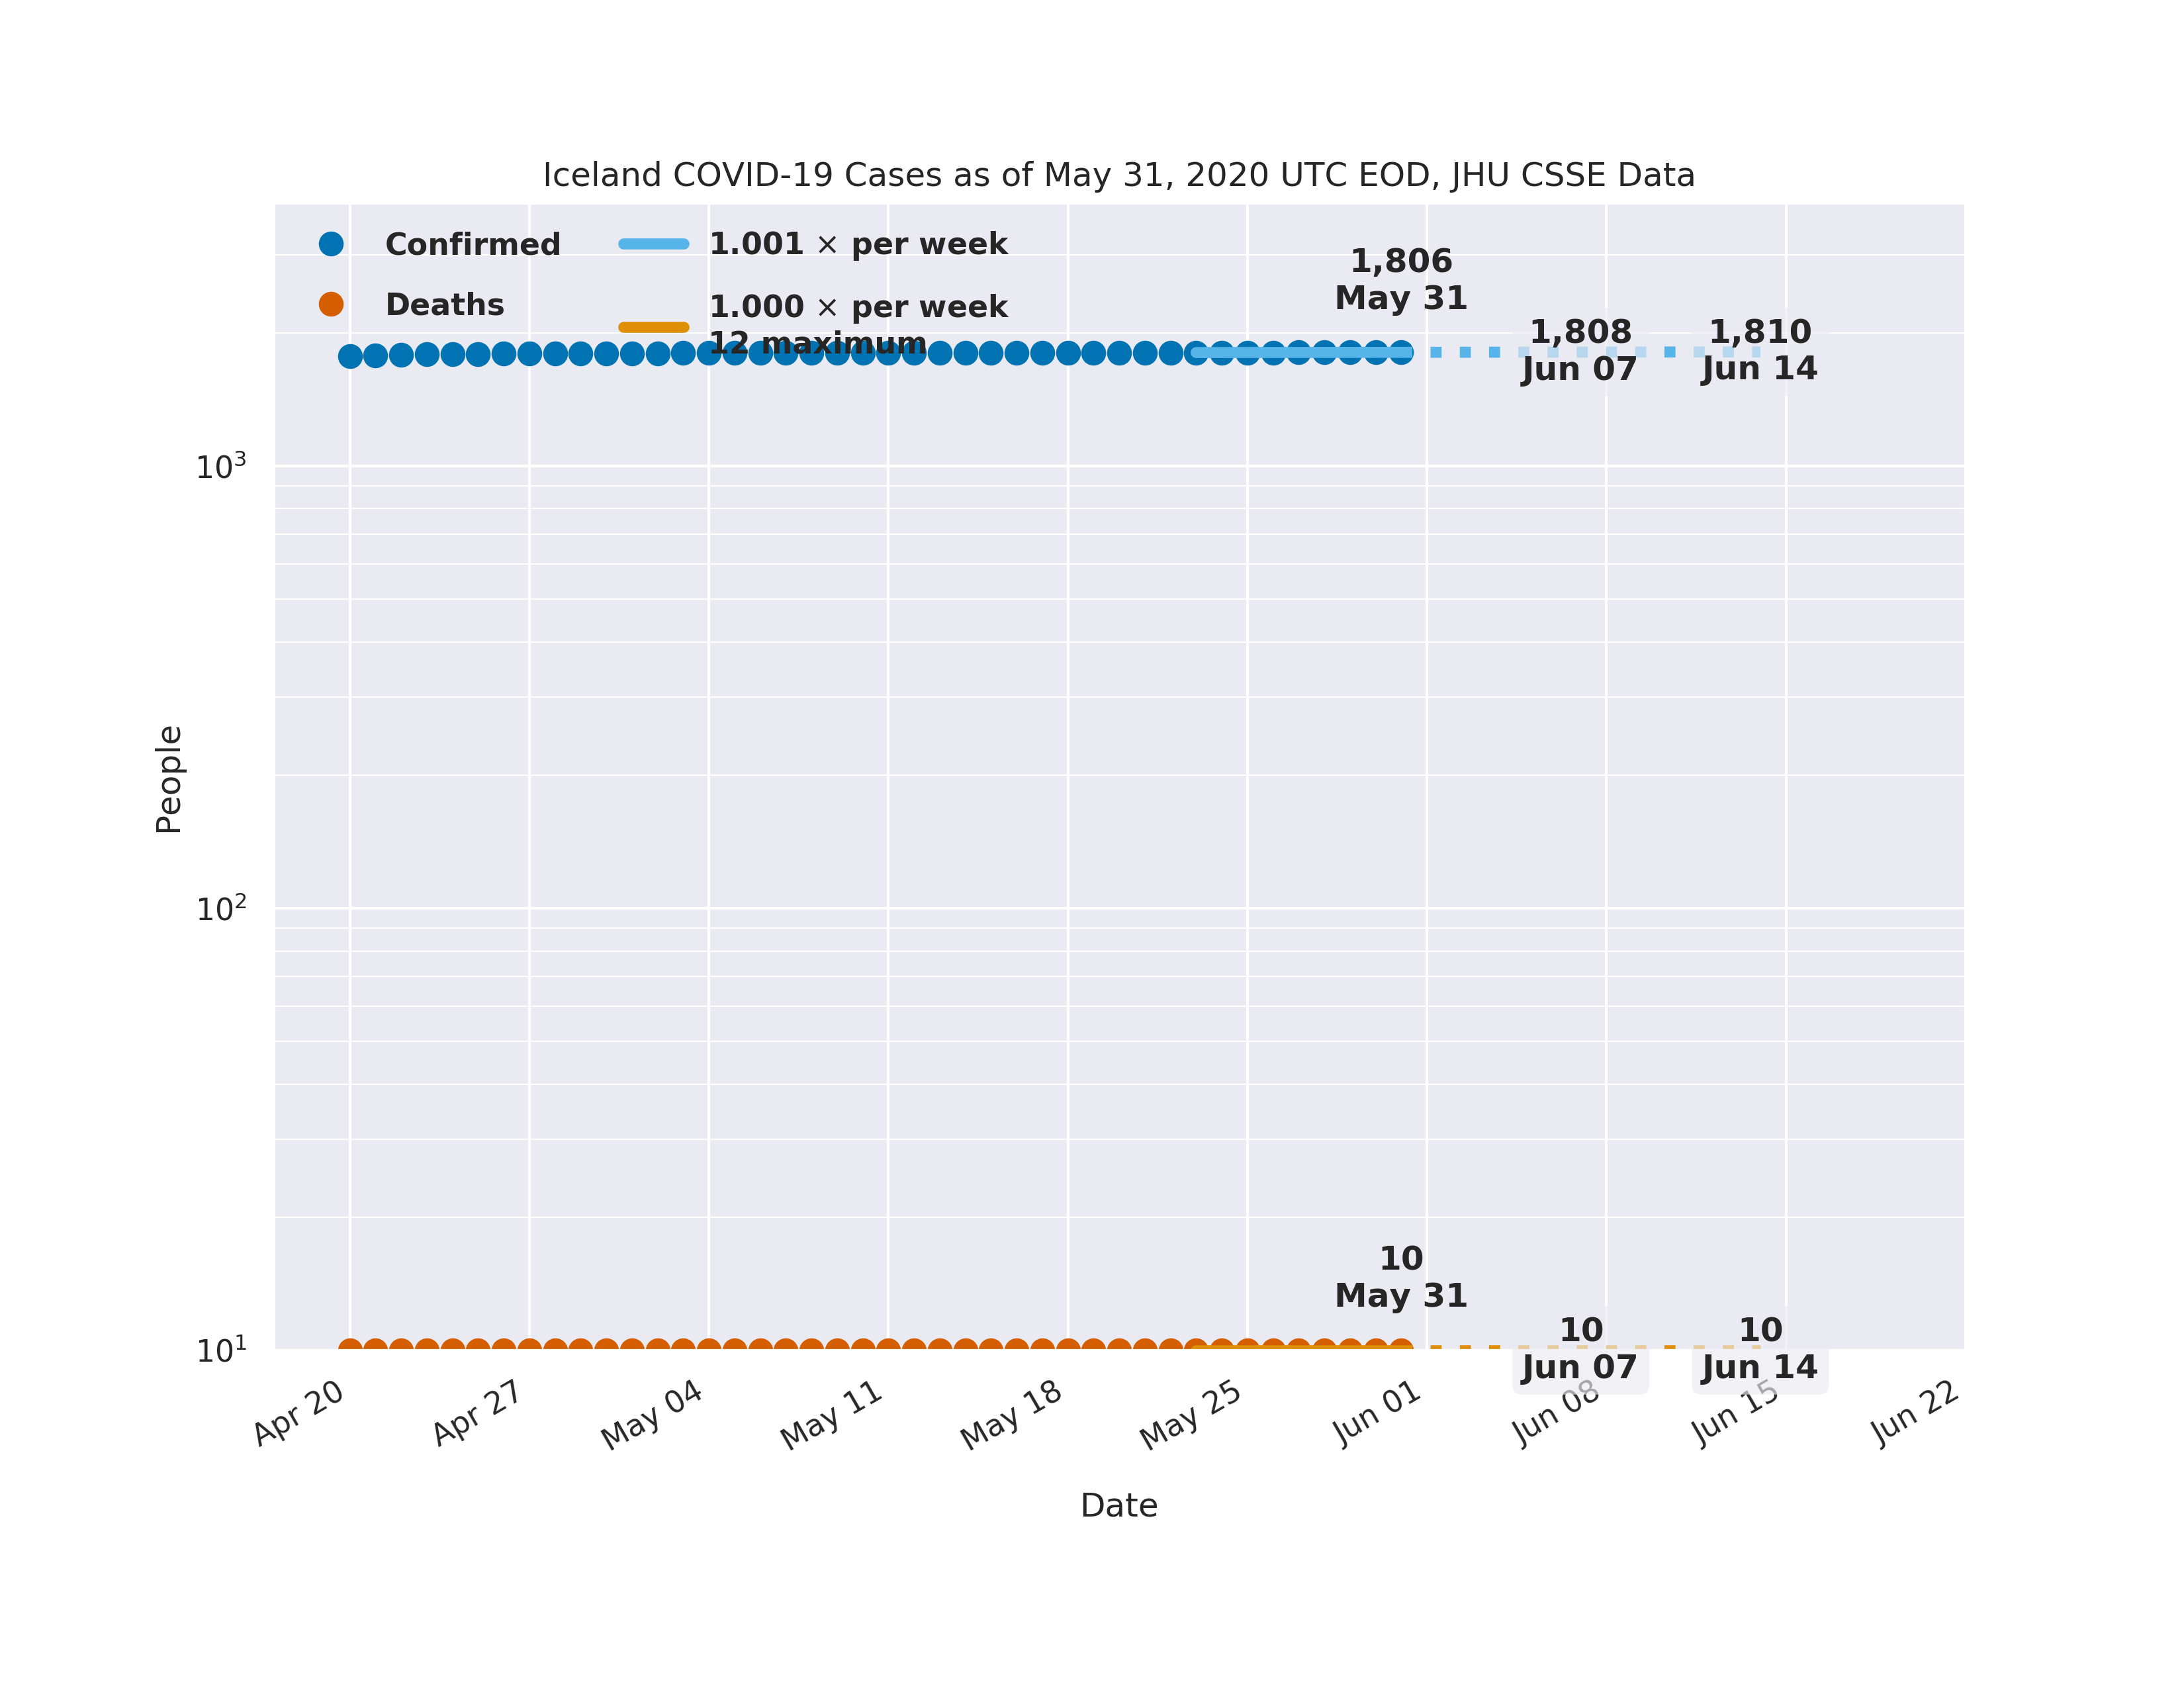 Iceland COVID-19 Cases as of May 31, 2020 UTC EOD, JHU CSSE Data
Confirmed
Deaths
1.001 × per week
1.000 × per week
12 maximum
1,806
May 31
1,808
Jun 07
1,810
Jun 14
10³
10²
10¹
People
10
May 31
10
Jun 07
10
Jun 14
Apr 20
Apr 27
May 04
May 11
May 18
May 25
Jun 01
Jun 08
Jun 15
Jun 22
Date